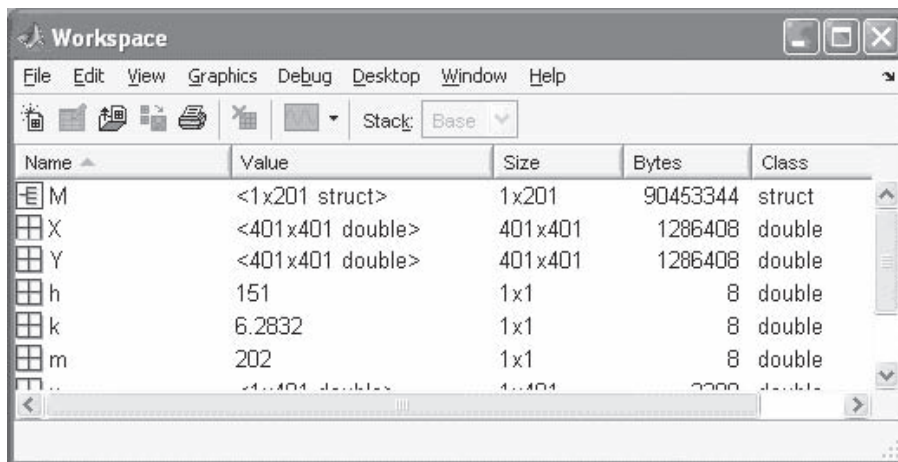 Workspace
File Edit View Graphics Debug Desktop Window Help
Stack: Base
Name Value Size Bytes Class
M <1x201 struct> 1x201 90453344 struct
X <401x401 double> 401x401 1286408 double
Y <401x401 double> 401x401 1286408 double
h 151 1x1 8 double
k 6.2832 1x1 8 double
m 202 1x1 8 double